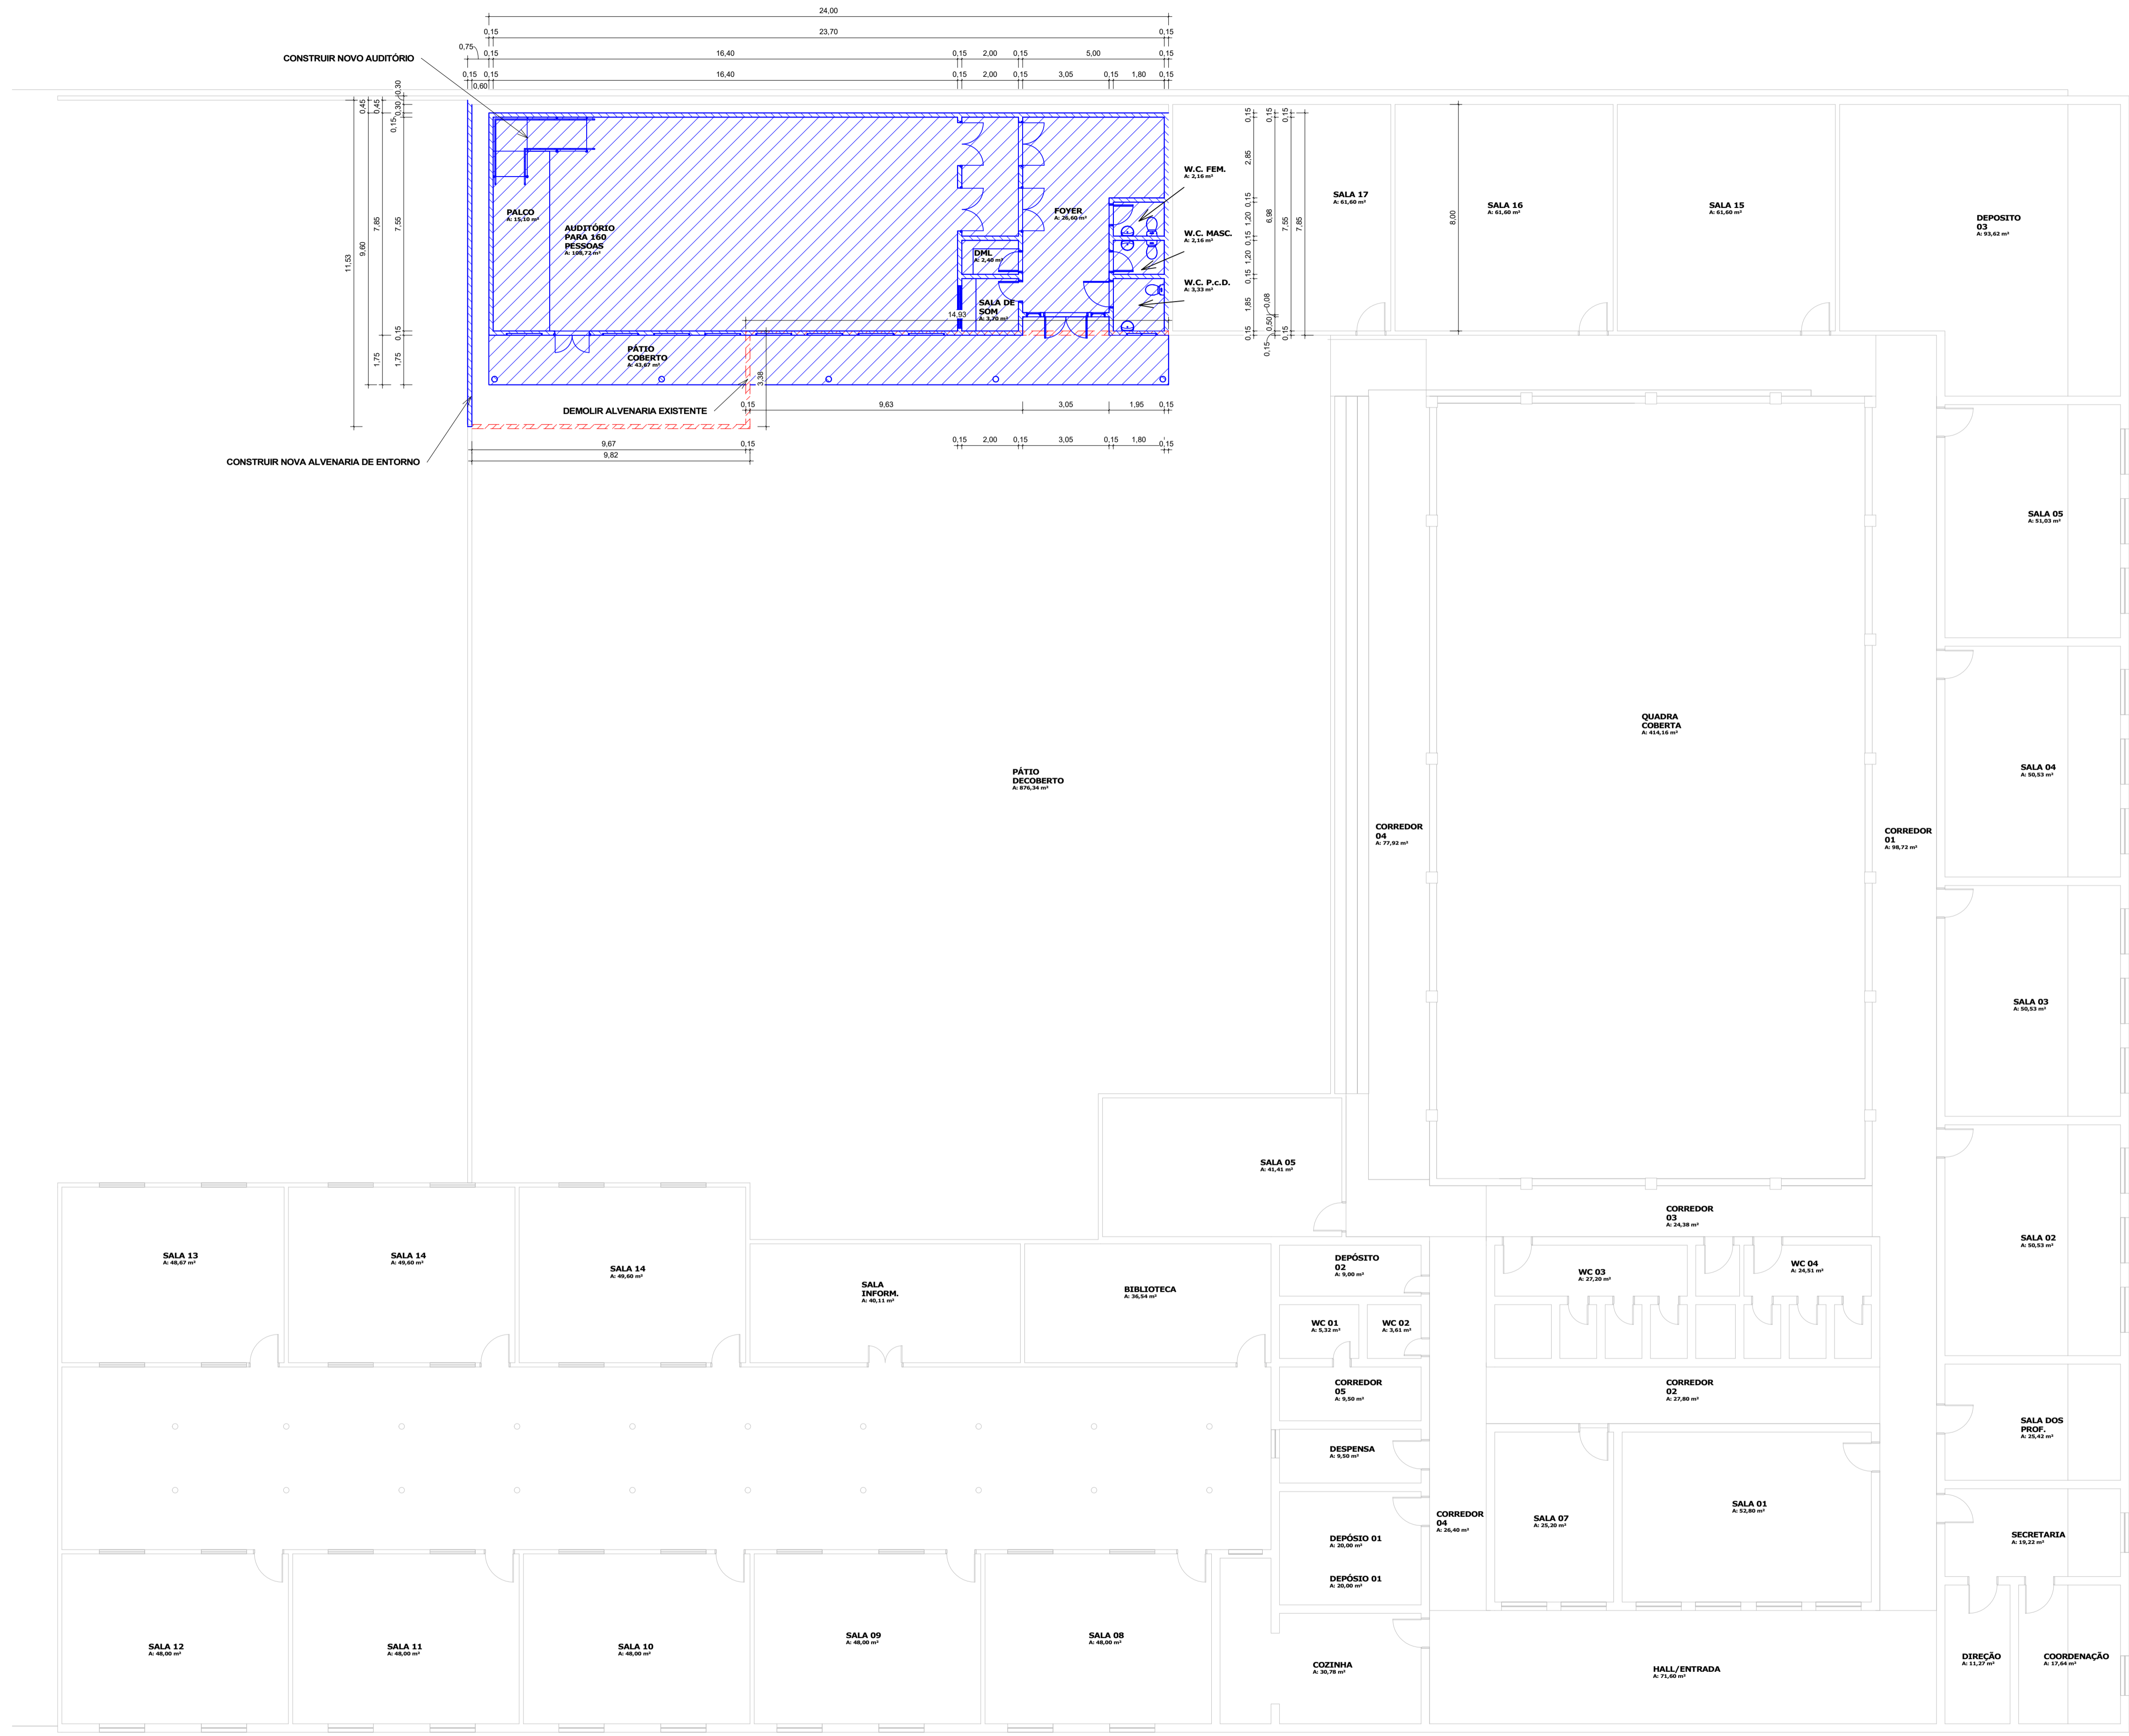 24,00
0,15
23,70
0,15
0,75
0,15
16,40
0,15
2,00
0,15
5,00
0,15
CONSTRUIR NOVO AUDITÓRIO
0,15
0,60
0,15
16,40
0,15
2,00
0,15
3,05
0,15
1,80
0,15
0,45
0,45
0,30
0,30
0,15
11,53
9,60
7,85
7,55
1,75
1,75
0,15
PALCO
A: 15,10 m²
AUDITÓRIO
PARA 160
PESSOAS
A: 108,72 m²
FOYER
A: 26,60 m²
DML
A: 2,40 m²
SALA DE
SOM
A: 3,70 m²
14,93
W.C. FEM.
A: 2,16 m²
W.C. MASC.
A: 2,16 m²
W.C. P.c.D.
A: 3,33 m²
0,15
2,85
0,15
1,20
0,15
1,20
0,15
1,85
0,15
0,15
6,98
0,08
0,50
0,15
0,15
7,55
0,15
7,85
8,00
SALA 17
A: 61,60 m²
SALA 16
A: 61,60 m²
SALA 15
A: 61,60 m²
DEPOSITO
03
A: 93,62 m²
PÁTIO
COBERTO
A: 43,67 m²
3,38
DEMOLIR ALVENARIA EXISTENTE
0,15
9,63
3,05
1,95
0,15
CONSTRUIR NOVA ALVENARIA DE ENTORNO
9,67
0,15
9,82
0,15
2,00
0,15
3,05
0,15
1,80
0,15
SALA 05
A: 51,03 m²
QUADRA
COBERTA
A: 414,16 m²
PÁTIO
DECOBERTO
A: 876,34 m²
SALA 04
A: 50,53 m²
CORREDOR
04
A: 77,92 m²
CORREDOR
01
A: 98,72 m²
SALA 03
A: 50,53 m²
SALA 05
A: 41,41 m²
CORREDOR
03
A: 24,38 m²
SALA 02
A: 50,53 m²
SALA 13
A: 48,67 m²
SALA 14
A: 49,60 m²
SALA 14
A: 49,60 m²
SALA
INFORM.
A: 40,11 m²
BIBLIOTECA
A: 36,54 m²
DEPÓSITO
02
A: 9,00 m²
WC 03
A: 27,20 m²
WC 04
A: 24,51 m²
WC 01
A: 5,32 m²
WC 02
A: 3,61 m²
CORREDOR
05
A: 9,50 m²
CORREDOR
02
A: 27,80 m²
SALA DOS
PROF.
A: 25,42 m²
DESPENSA
A: 9,50 m²
CORREDOR
04
A: 26,40 m²
SALA 07
A: 25,20 m²
SALA 01
A: 52,80 m²
SECRETARIA
A: 19,22 m²
DEPÓSIO 01
A: 20,00 m²
DEPÓSIO 01
A: 20,00 m²
SALA 12
A: 48,00 m²
SALA 11
A: 48,00 m²
SALA 10
A: 48,00 m²
SALA 09
A: 48,00 m²
SALA 08
A: 48,00 m²
COZINHA
A: 30,78 m²
HALL/ENTRADA
A: 71,60 m²
DIREÇÃO
A: 11,27 m²
COORDENAÇÃO
A: 17,64 m²